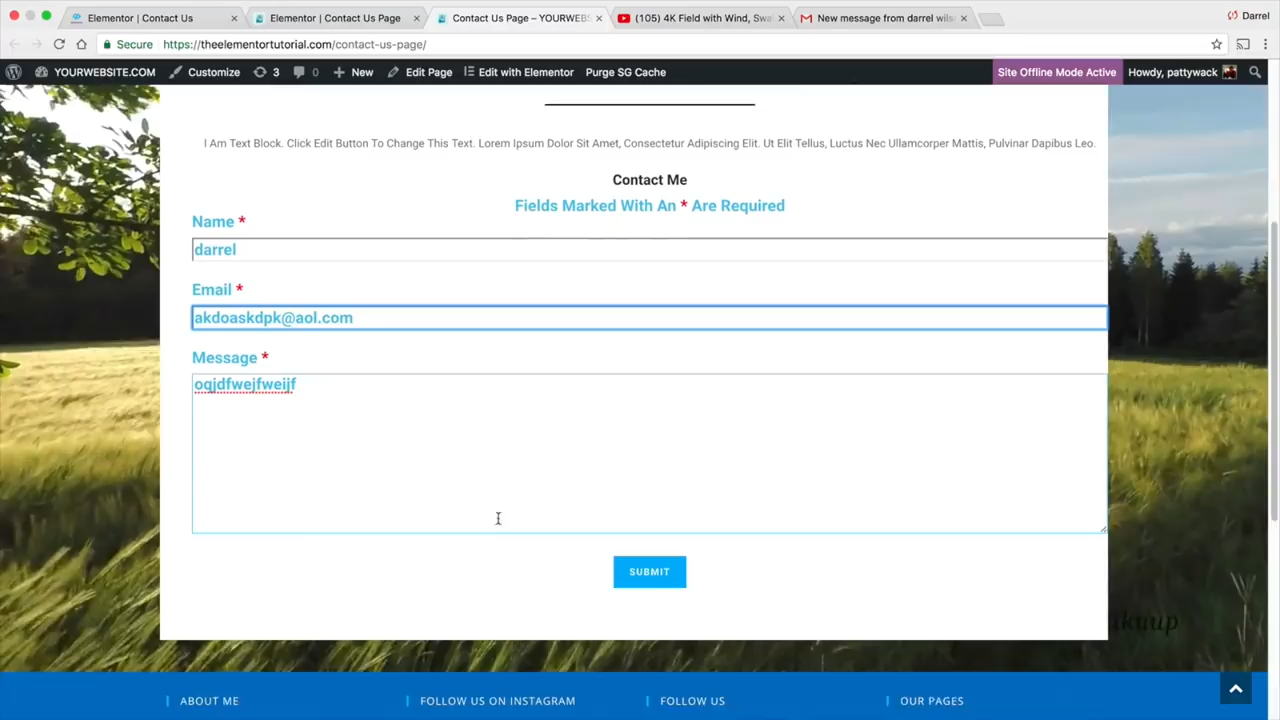 Elementor | Contact Us
Elementor | Contact Us Page
Contact Us Page – YOURWEBS
(105) 4K Field with Wind, Swa
New message from darrel wils
Darrel
Secure
https://theelementortutorial.com/contact-us-page/
YOURWEBSITE.COM
Customize
3
0
New
Edit Page
Edit with Elementor
Purge SG Cache
Site Offline Mode Active
Howdy, pattywack
I Am Text Block. Click Edit Button To Change This Text. Lorem Ipsum Dolor Sit Amet, Consectetur Adipiscing Elit. Ut Elit Tellus, Luctus Nec Ullamcorper Mattis, Pulvinar Dapibus Leo.
Contact Me
Fields Marked With An * Are Required
Name *
darrel
Email *
akdoaskdpk@aol.com
Message *
oqjdfwejfweijf
SUBMIT
ABOUT ME
FOLLOW US ON INSTAGRAM
FOLLOW US
OUR PAGES